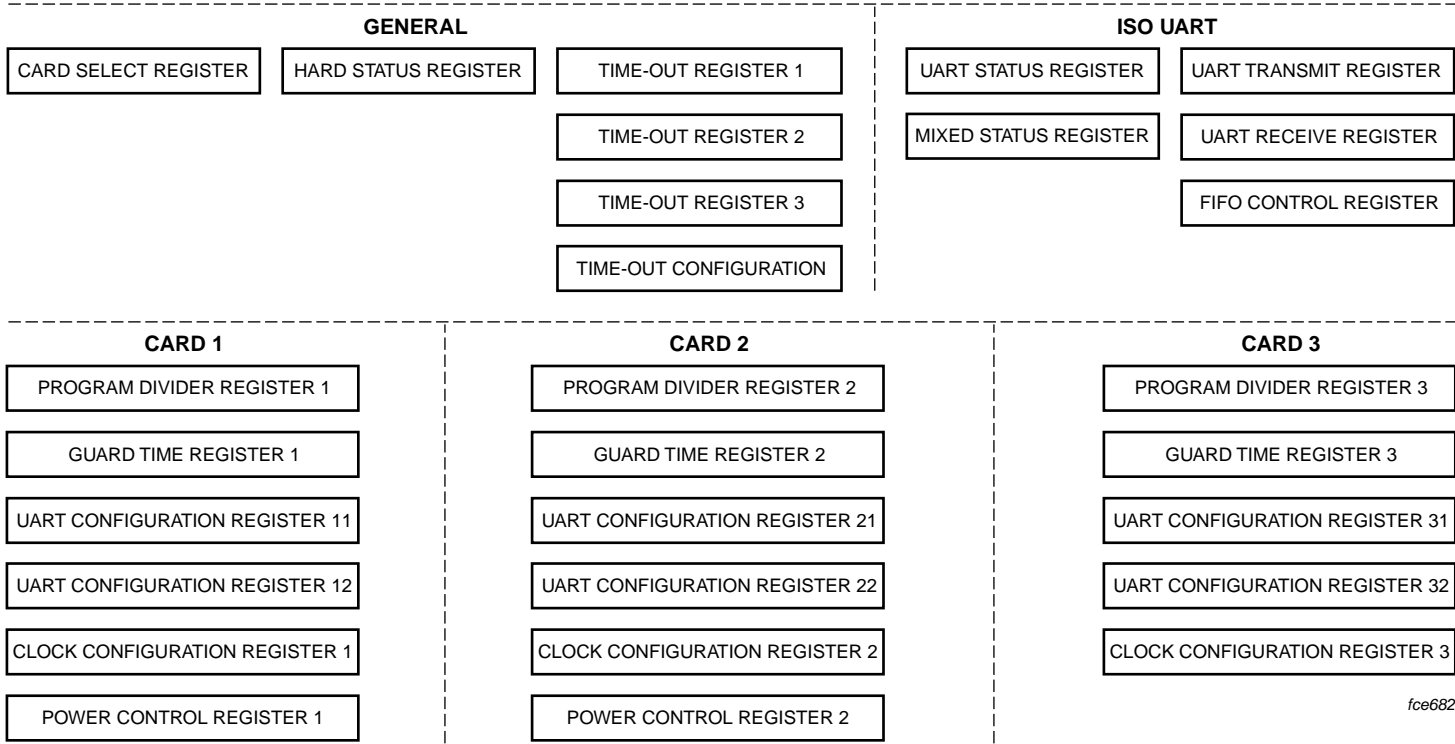 GENERAL
CARD SELECT REGISTER
HARD STATUS REGISTER
TIME-OUT REGISTER 1
TIME-OUT REGISTER 2
TIME-OUT REGISTER 3
TIME-OUT CONFIGURATION
ISO UART
UART STATUS REGISTER
UART TRANSMIT REGISTER
MIXED STATUS REGISTER
UART RECEIVE REGISTER
FIFO CONTROL REGISTER
CARD 1
PROGRAM DIVIDER REGISTER 1
GUARD TIME REGISTER 1
UART CONFIGURATION REGISTER 11
UART CONFIGURATION REGISTER 12
CLOCK CONFIGURATION REGISTER 1
POWER CONTROL REGISTER 1
CARD 2
PROGRAM DIVIDER REGISTER 2
GUARD TIME REGISTER 2
UART CONFIGURATION REGISTER 21
UART CONFIGURATION REGISTER 22
CLOCK CONFIGURATION REGISTER 2
POWER CONTROL REGISTER 2
CARD 3
PROGRAM DIVIDER REGISTER 3
GUARD TIME REGISTER 3
UART CONFIGURATION REGISTER 31
UART CONFIGURATION REGISTER 32
CLOCK CONFIGURATION REGISTER 3
fce682